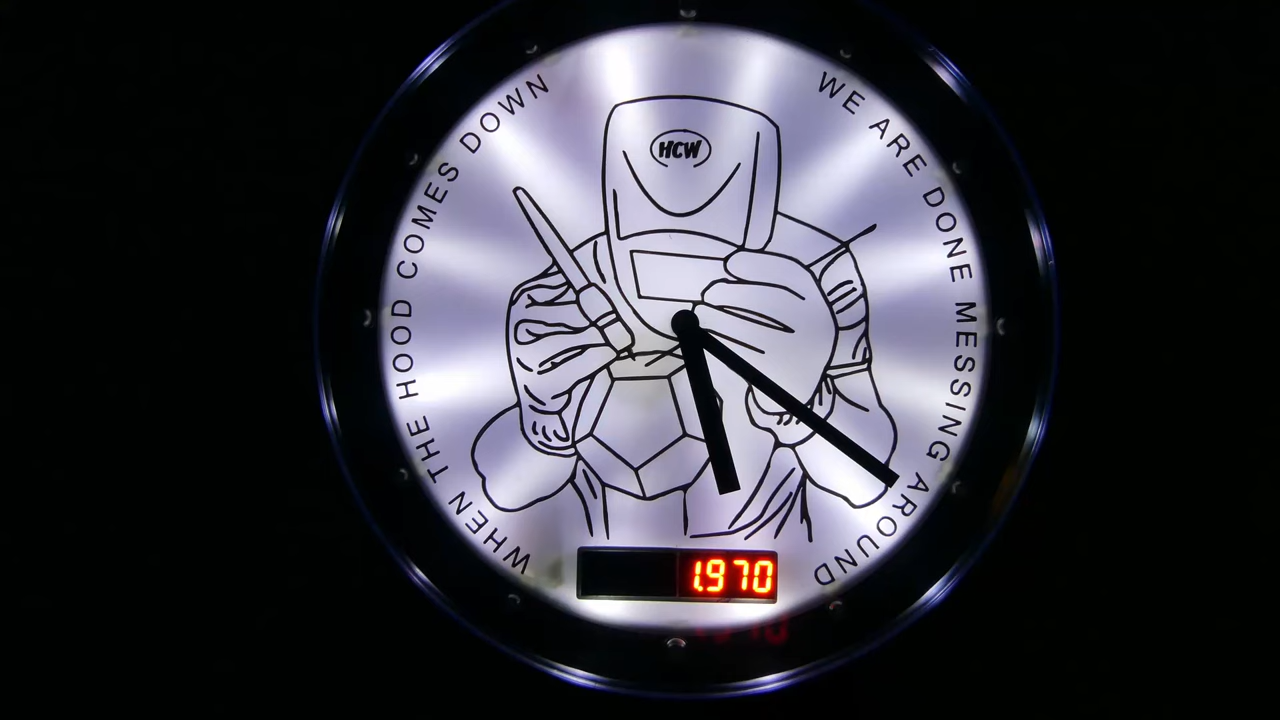 HCW
WHEN THE HOOD COMES DOWN
WE ARE DONE MESSING AROUND
1.970